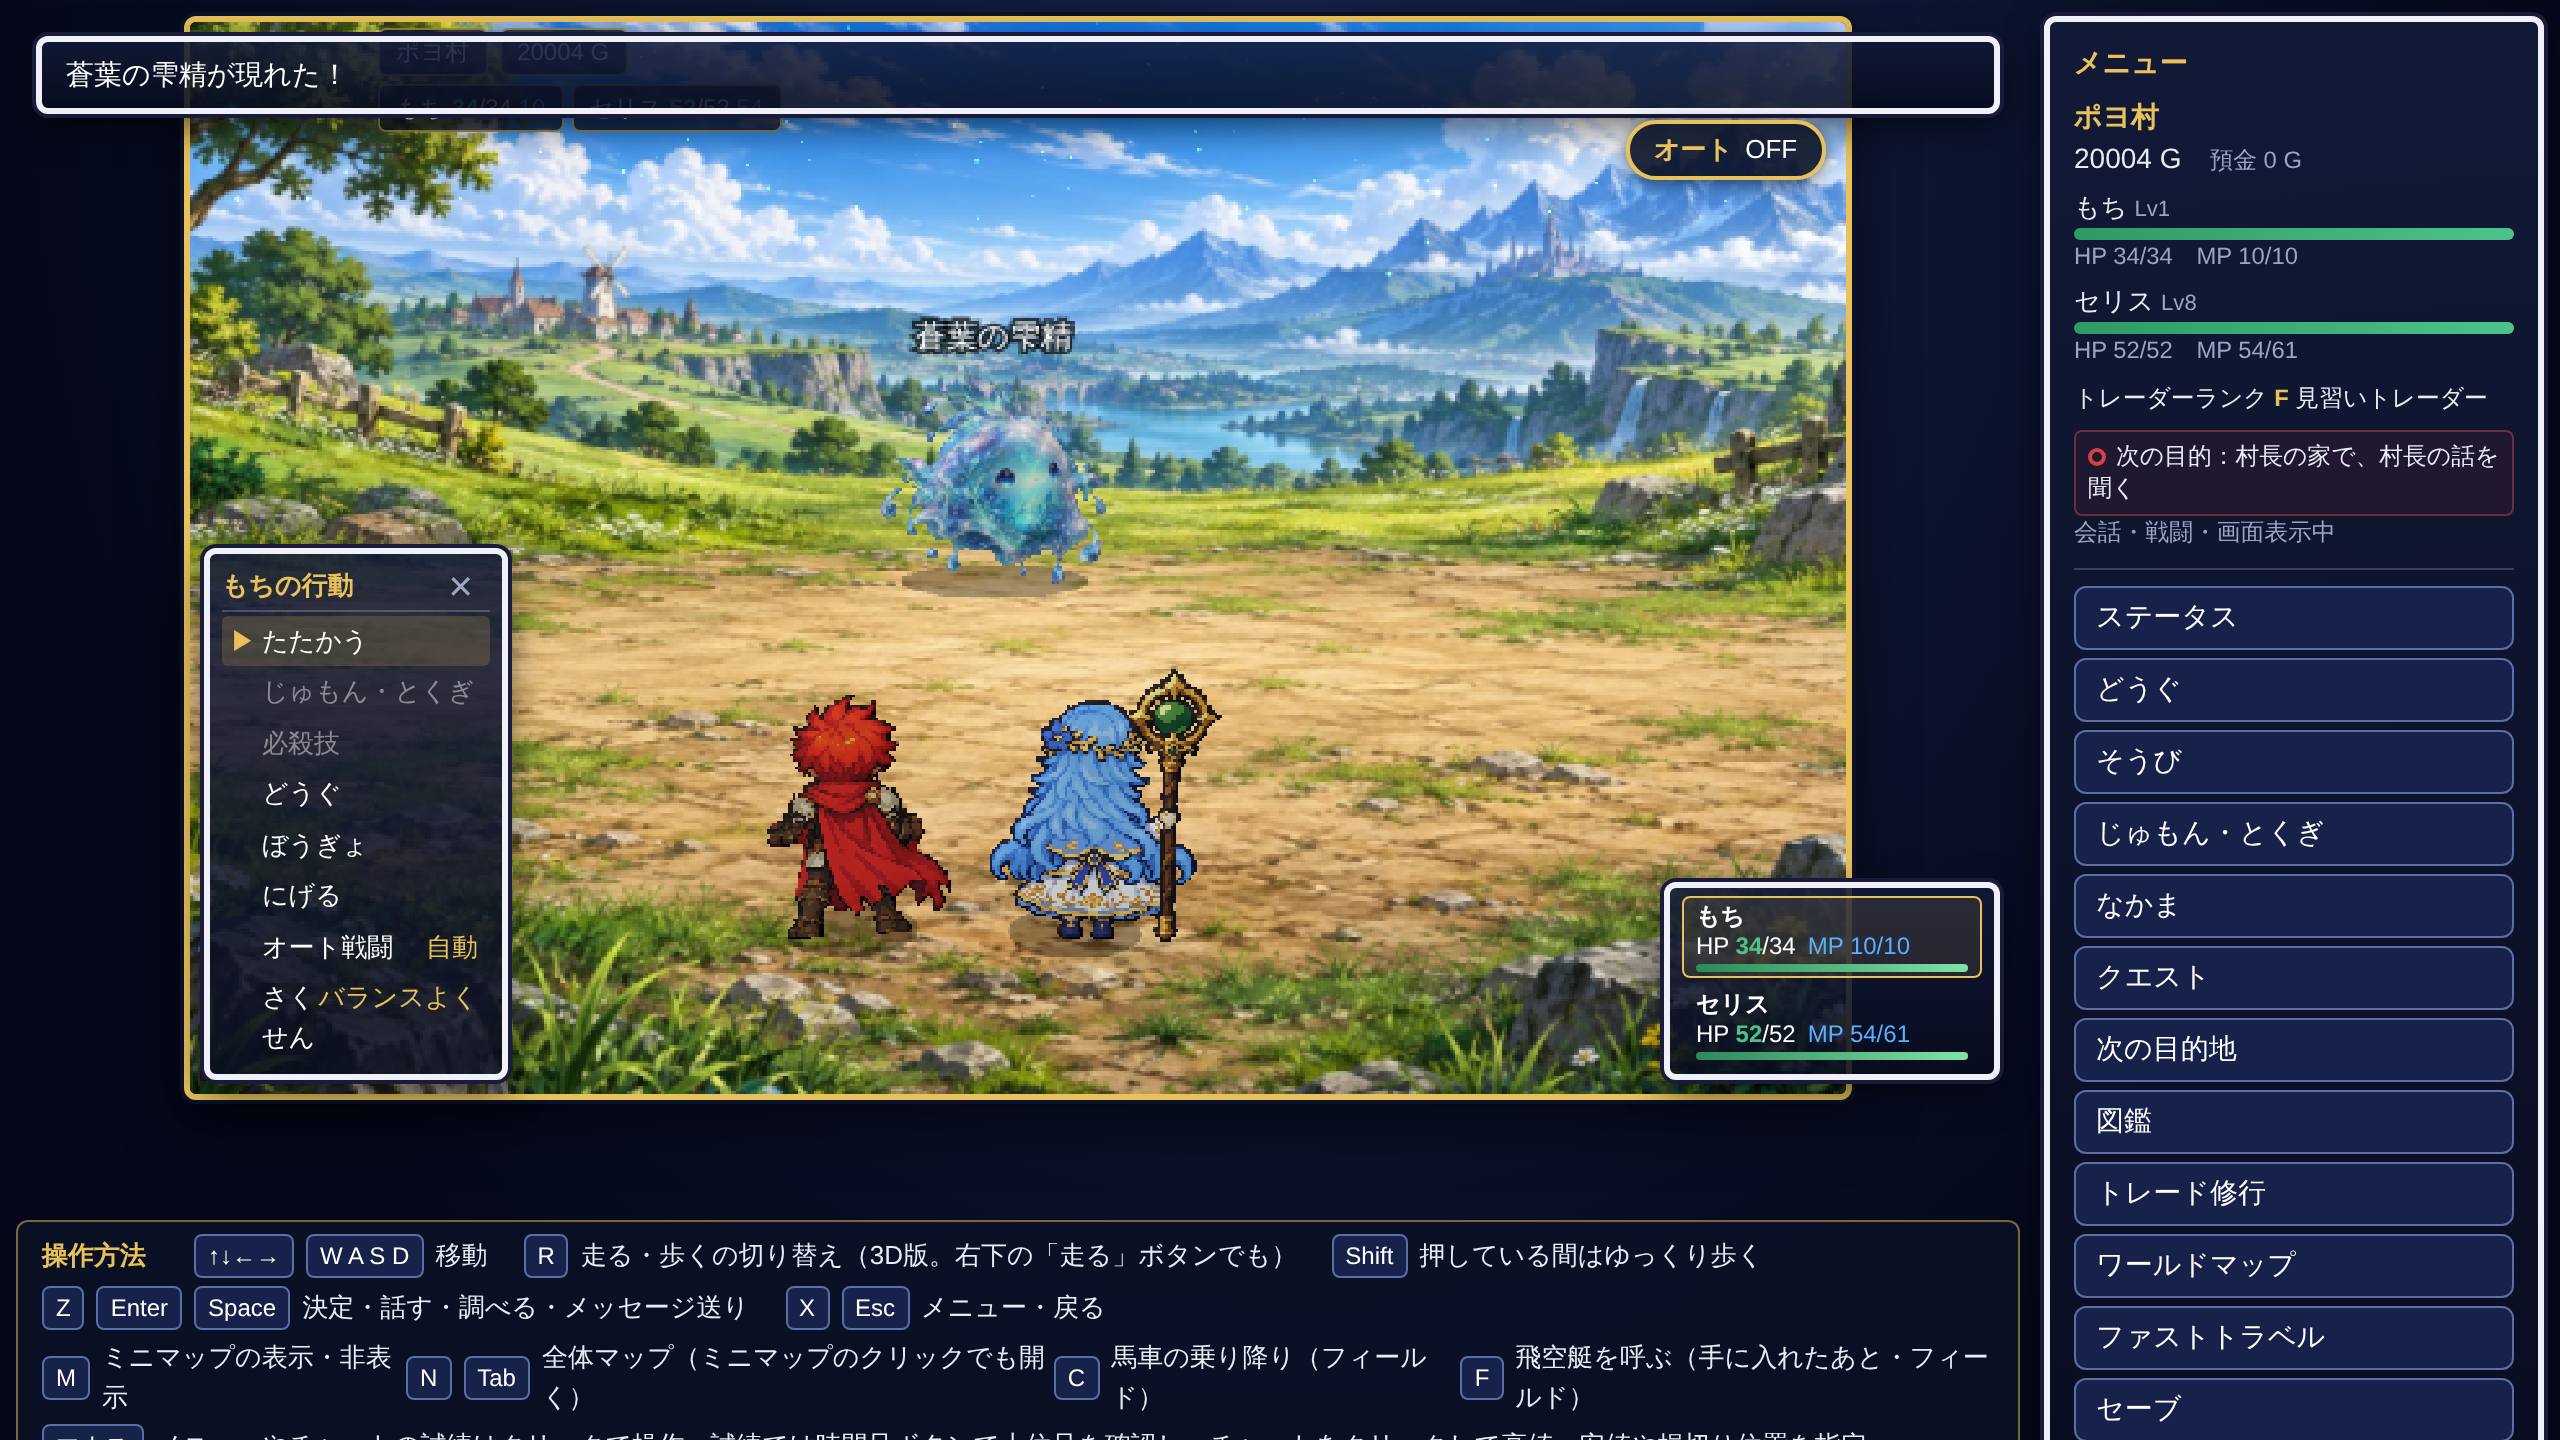 ポヨ村 20004 G
蒼葉の雫精が現れた！
オート OFF
蒼葉の雫精
もちの行動 ✕
▶ たたかう
じゅもん・とくぎ
必殺技
どうぐ
ぼうぎょ
にげる
オート戦闘 自動
さく バランスよく
せん
もち
HP 34/34 MP 10/10
セリス
HP 52/52 MP 54/61
メニュー
ポヨ村
20004 G 預金 0 G
もち Lv1
HP 34/34 MP 10/10
セリス Lv8
HP 52/52 MP 54/61
トレーダーランク F 見習いトレーダー
次の目的：村長の家で、村長の話を
聞く
会話・戦闘・画面表示中
ステータス
どうぐ
そうび
じゅもん・とくぎ
なかま
クエスト
次の目的地
図鑑
トレード修行
ワールドマップ
ファストトラベル
セーブ
操作方法 ↑↓←→ W A S D 移動 R 走る・歩くの切り替え（3D版。右下の「走る」ボタンでも） Shift 押している間はゆっくり歩く
Z Enter Space 決定・話す・調べる・メッセージ送り X Esc メニュー・戻る
M ミニマップの表示・非表示 N Tab 全体マップ（ミニマップのクリックでも開く） C 馬車の乗り降り（フィールド） F 飛空艇を呼ぶ（手に入れたあと・フィールド）